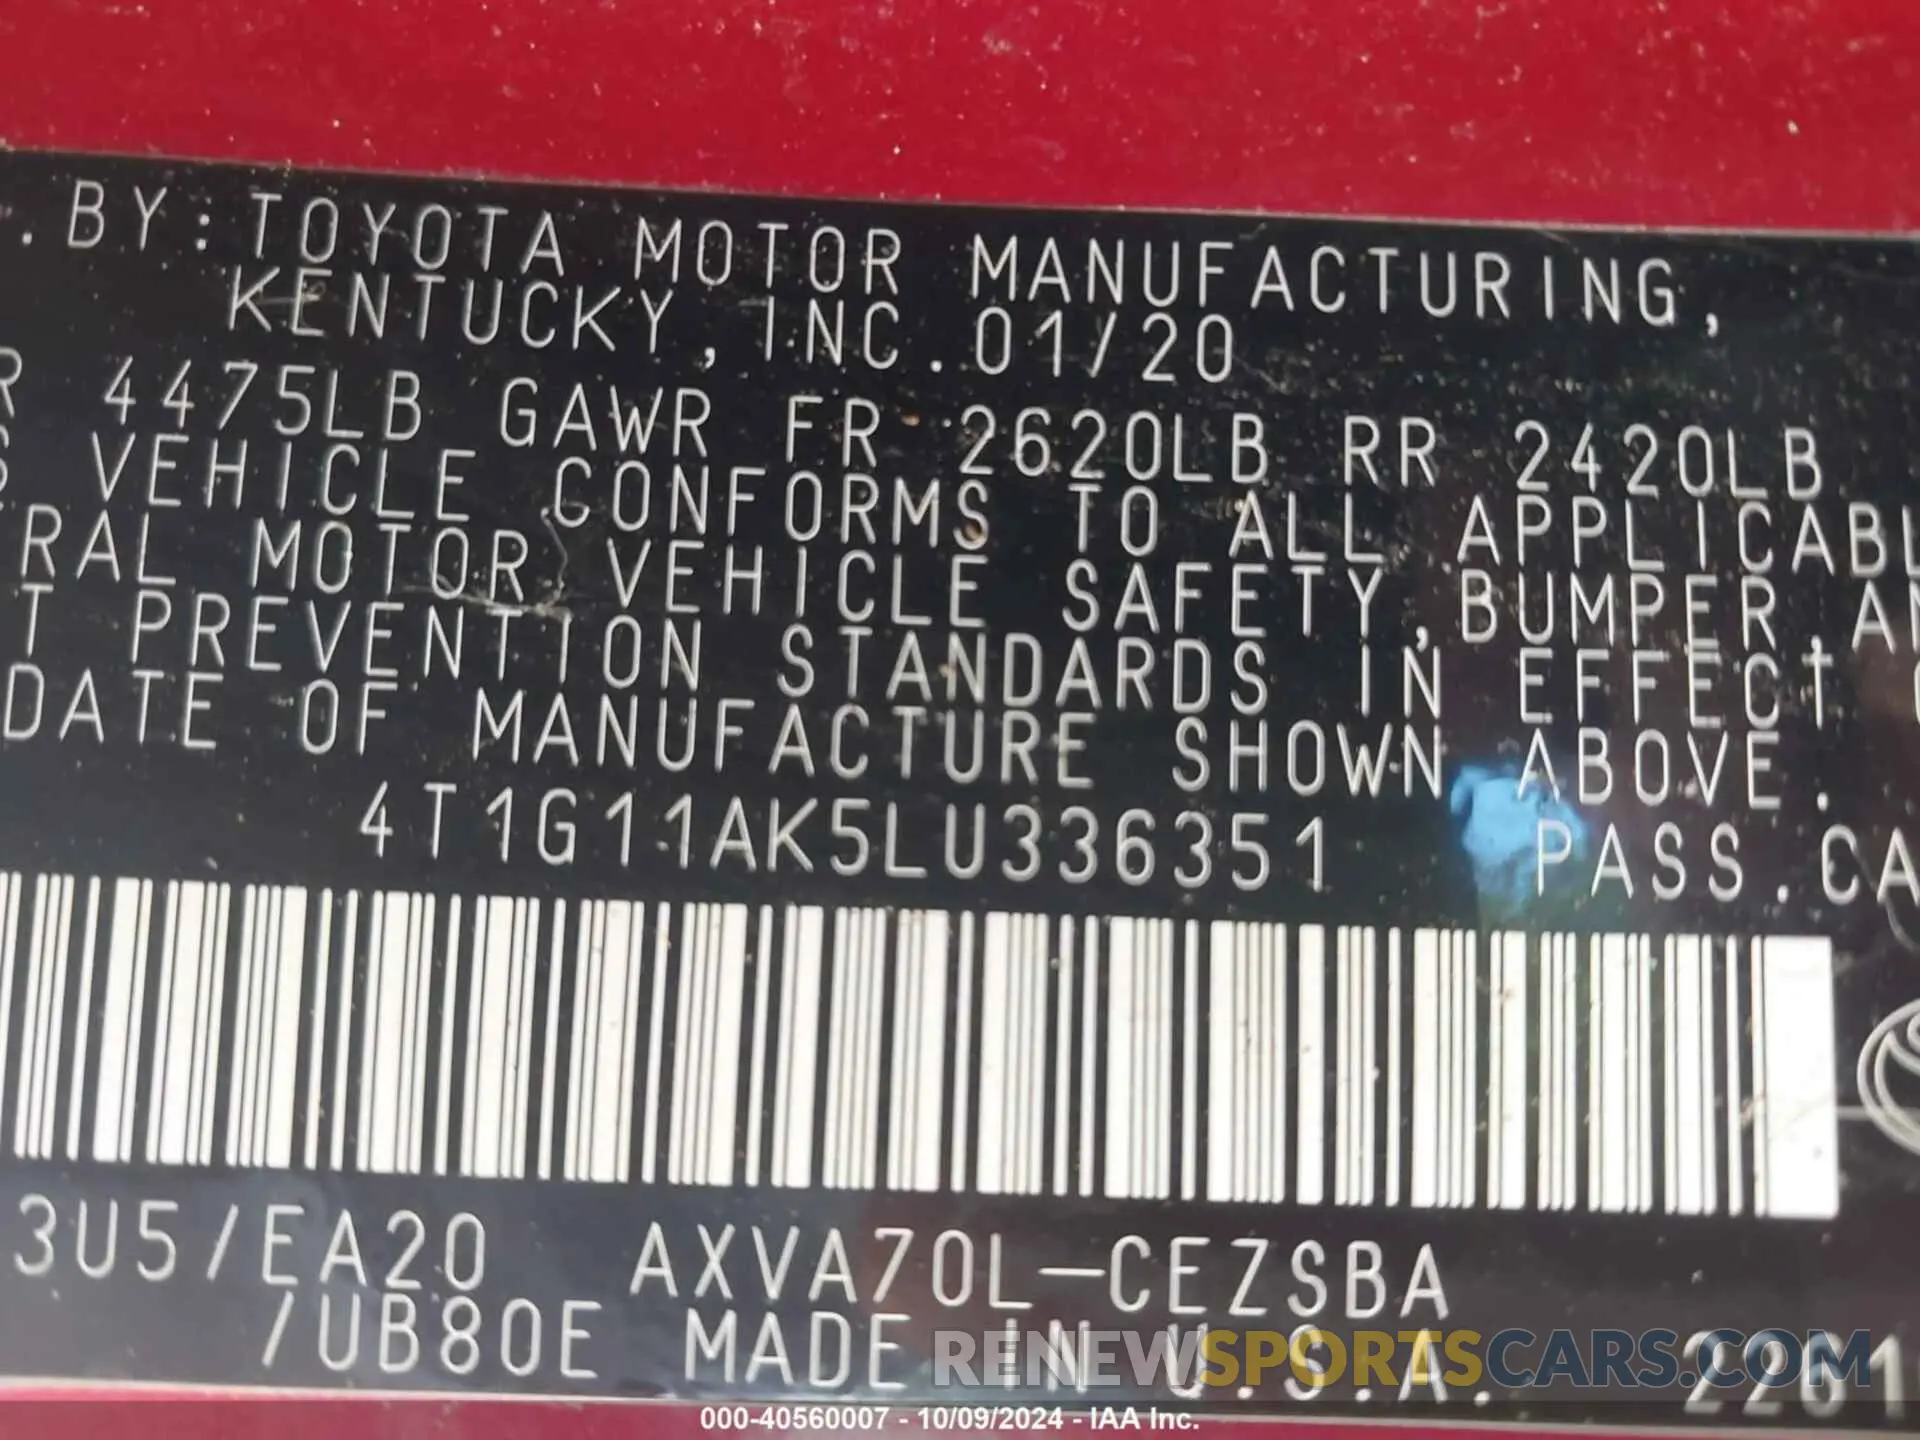 . BY: TOYOTA MOTOR MANUFACTURING,
KENTUCKY, INC. 01/20
R 4475LB GAWR FR 2620LB RR 2420LB
S VEHICLE CONFORMS TO ALL APPLICABL
RAL MOTOR VEHICLE SAFETY, BUMPER, AN
T PREVENTION STANDARDS IN EFFECT O
DATE OF MANUFACTURE SHOWN ABOVE.
4T1G11AK5LU336351 PASS.CA
3U5/EA20 AXVA70L-CEZSBA
/UB80E MADE IN U.S.A.
RENEWSPORTSCARS.COM
000-40560007 - 10/09/2024 - IAA Inc.